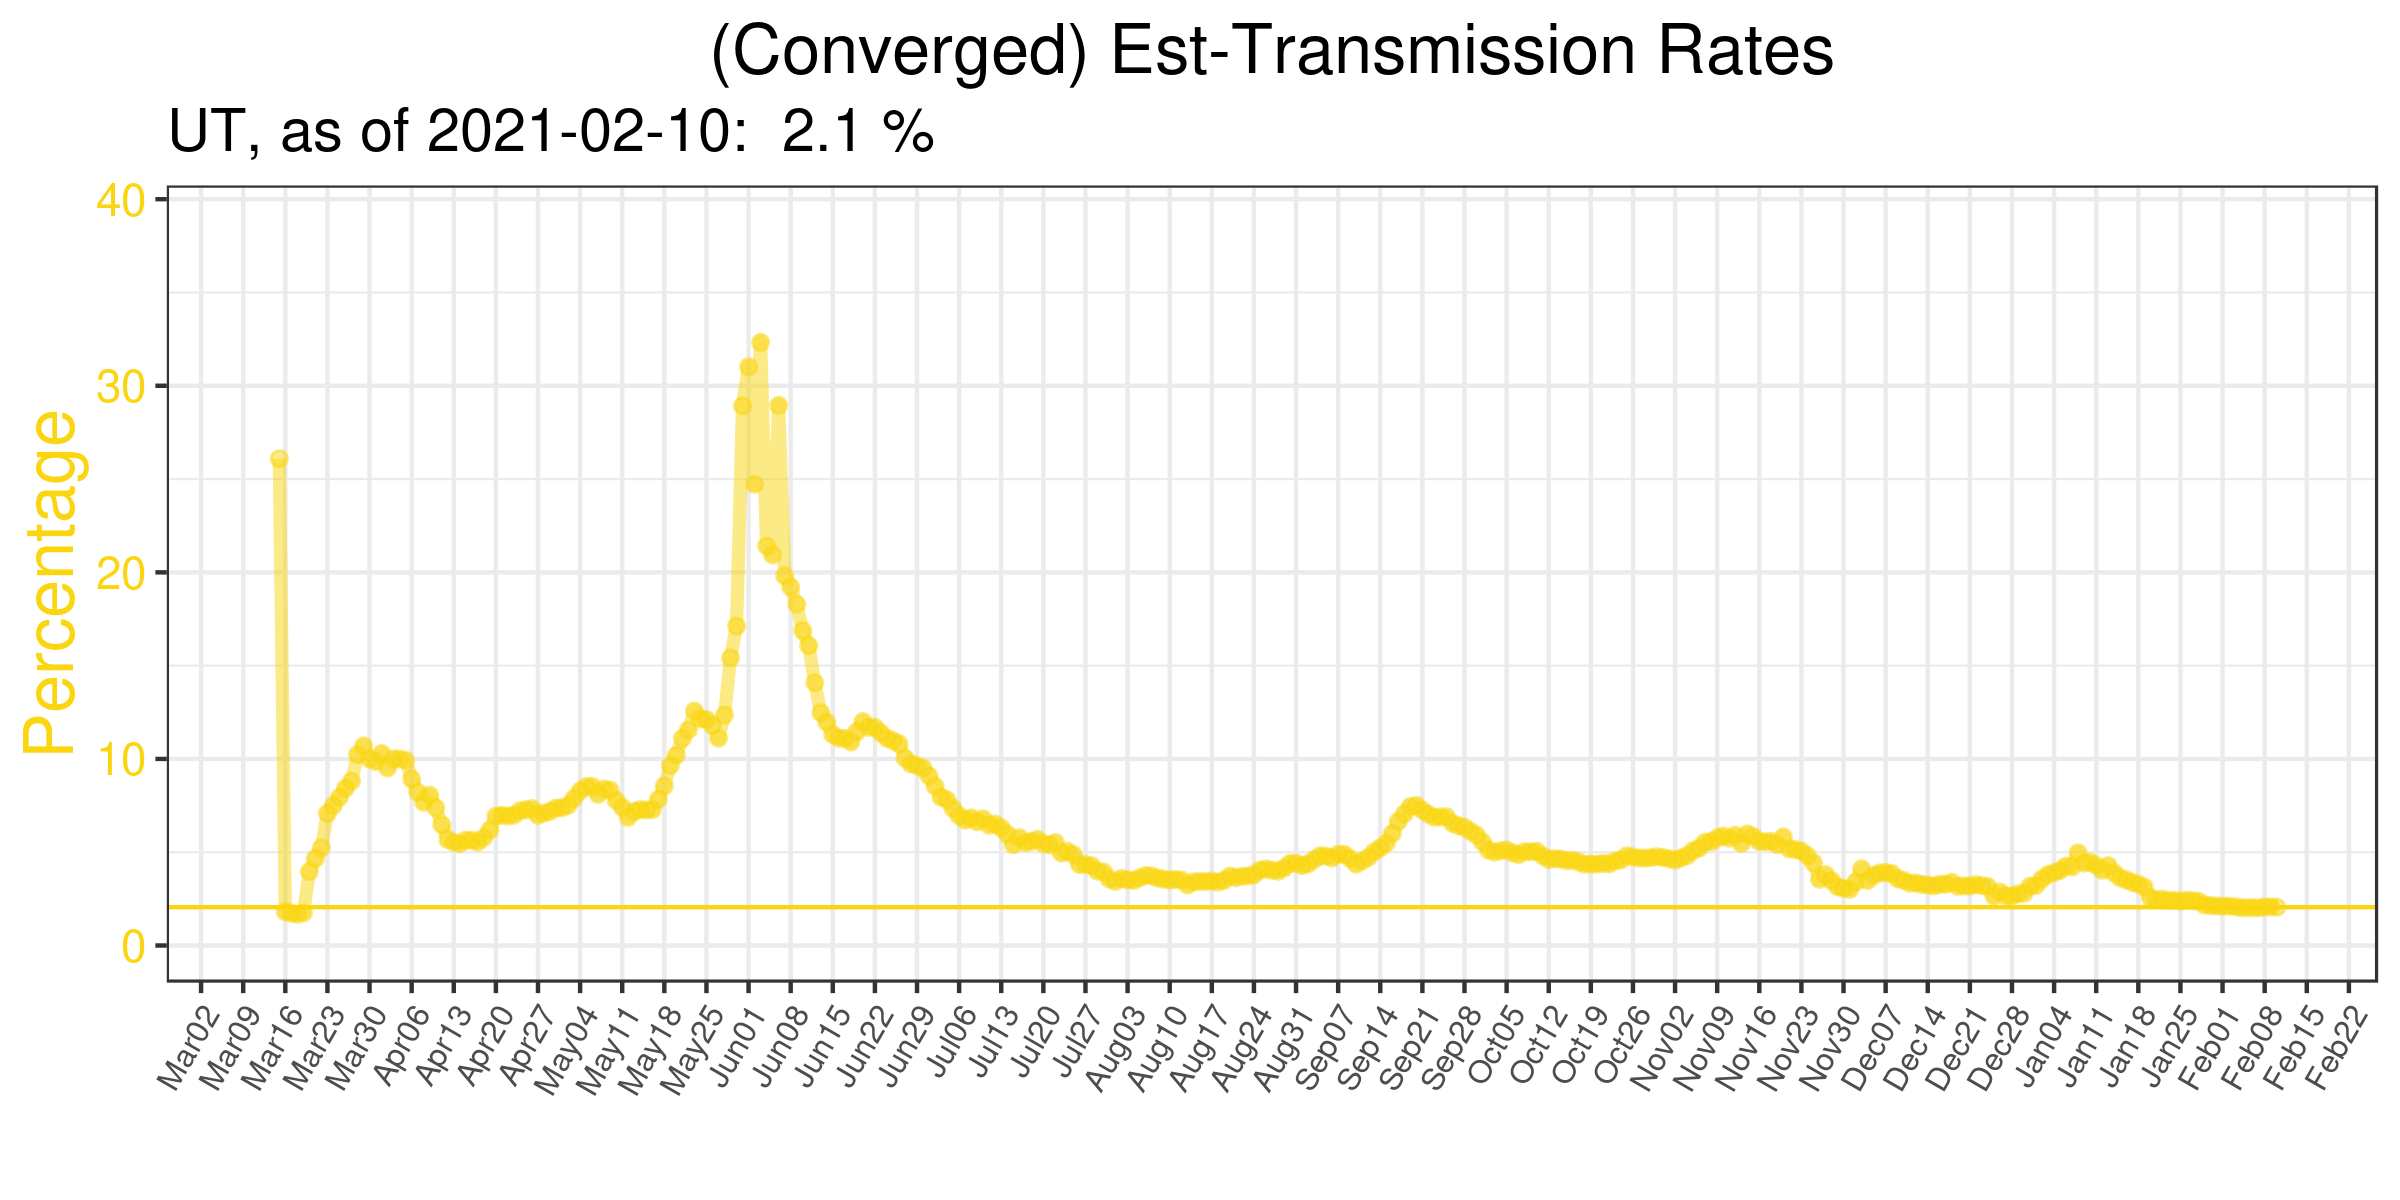 (Converged) Est-Transmission Rates
UT, as of 2021-02-10:  2.1 %
Percentage
40
30
20
10
0
Mar02
Mar09
Mar16
Mar23
Mar30
Apr06
Apr13
Apr20
Apr27
May04
May11
May18
May25
Jun01
Jun08
Jun15
Jun22
Jun29
Jul06
Jul13
Jul20
Jul27
Aug03
Aug10
Aug17
Aug24
Aug31
Sep07
Sep14
Sep21
Sep28
Oct05
Oct12
Oct19
Oct26
Nov02
Nov09
Nov16
Nov23
Nov30
Dec07
Dec14
Dec21
Dec28
Jan04
Jan11
Jan18
Jan25
Feb01
Feb08
Feb15
Feb22